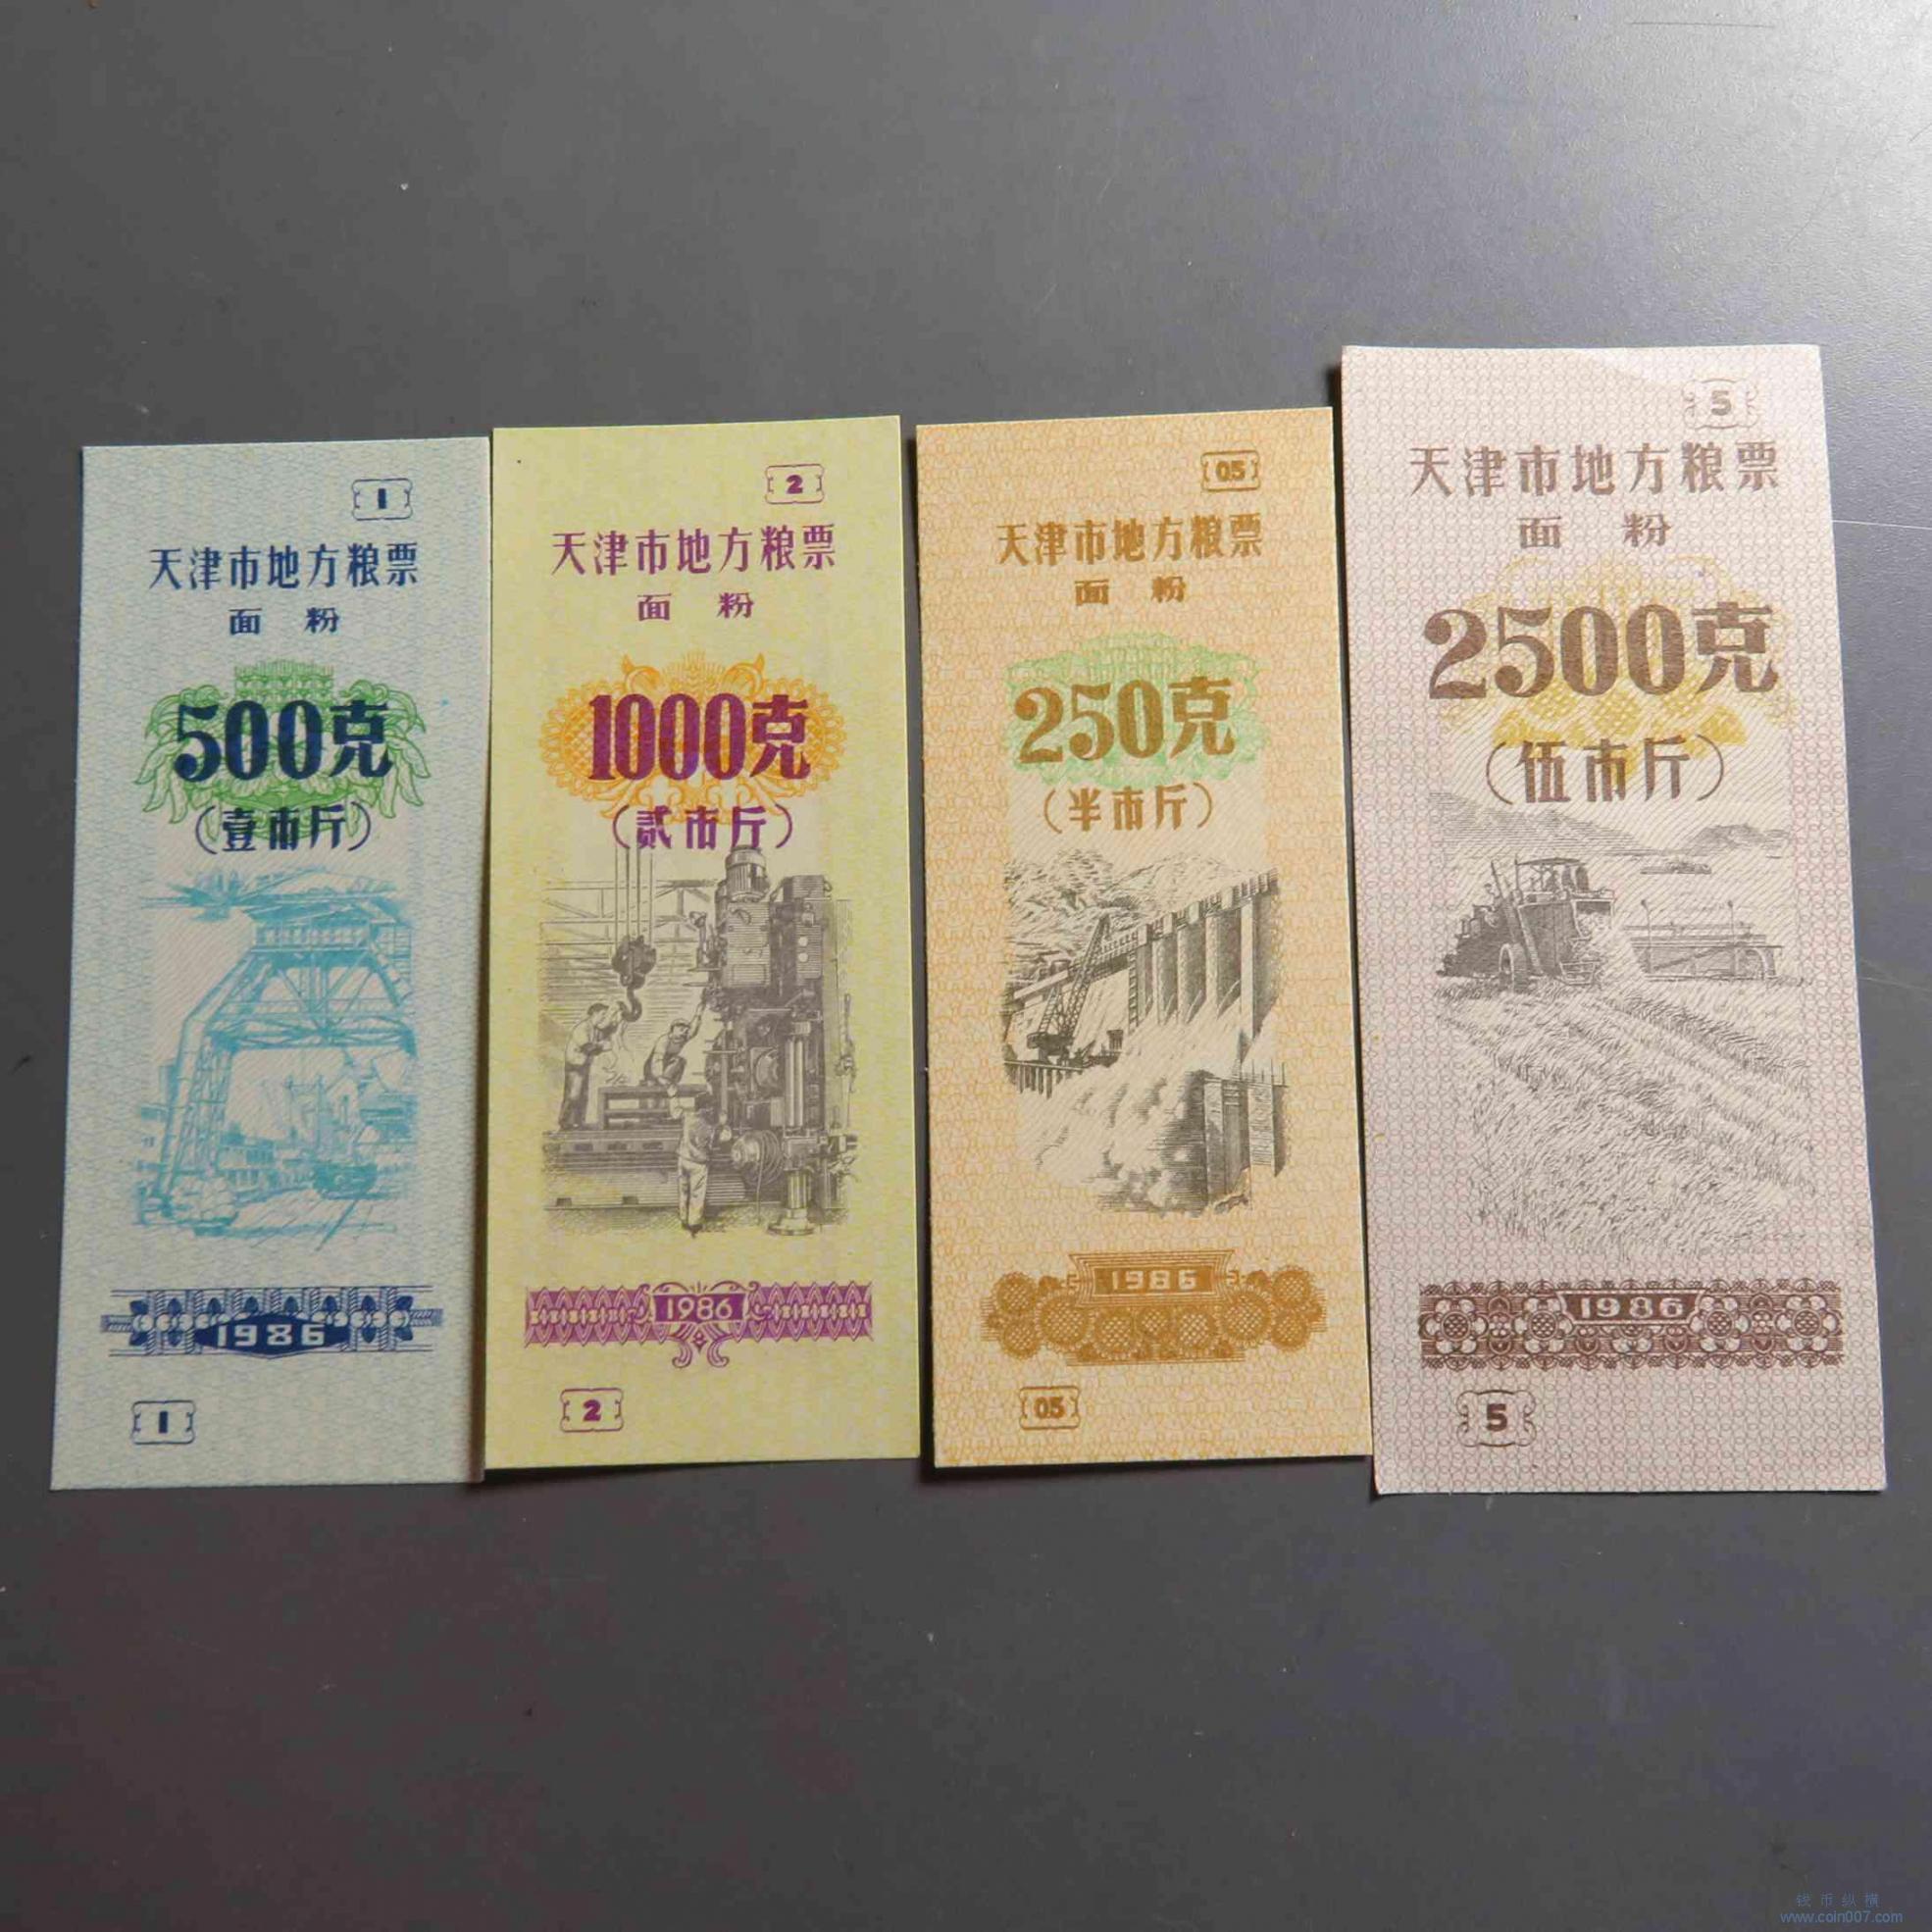 1
天津市地方粮票
面 粉
500克
(壹市斤)
1986
1
2
天津市地方粮票
面 粉
1000克
(贰市斤)
1986
2
05
天津市地方粮票
面 粉
250克
(半市斤)
1986
05
5
天津市地方粮票
面 粉
2500克
(伍市斤)
1986
5
钱币纵横
www.coin007.com